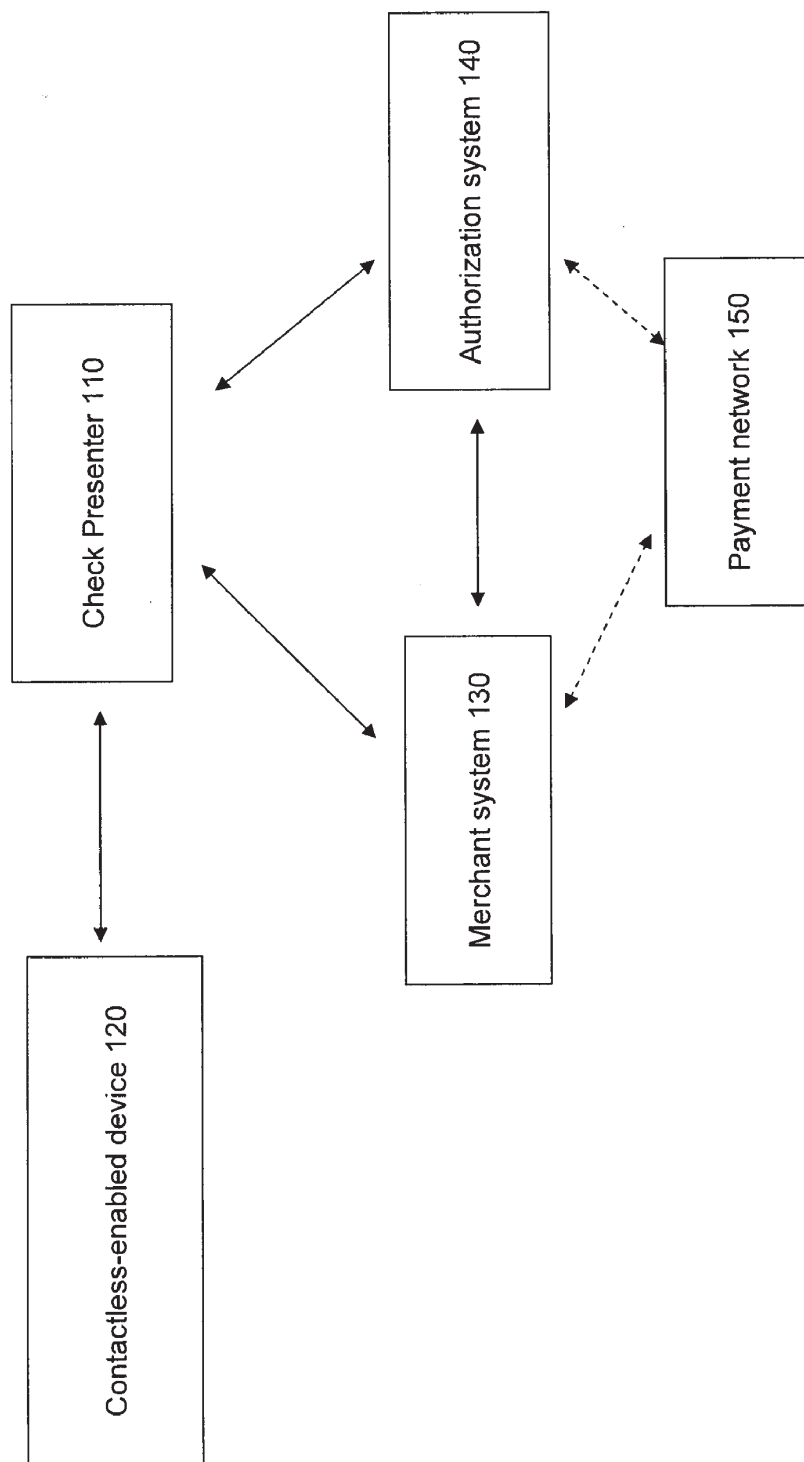 Contactless-enabled device 120
Check Presenter 110
Merchant system 130
Authorization system 140
Payment network 150